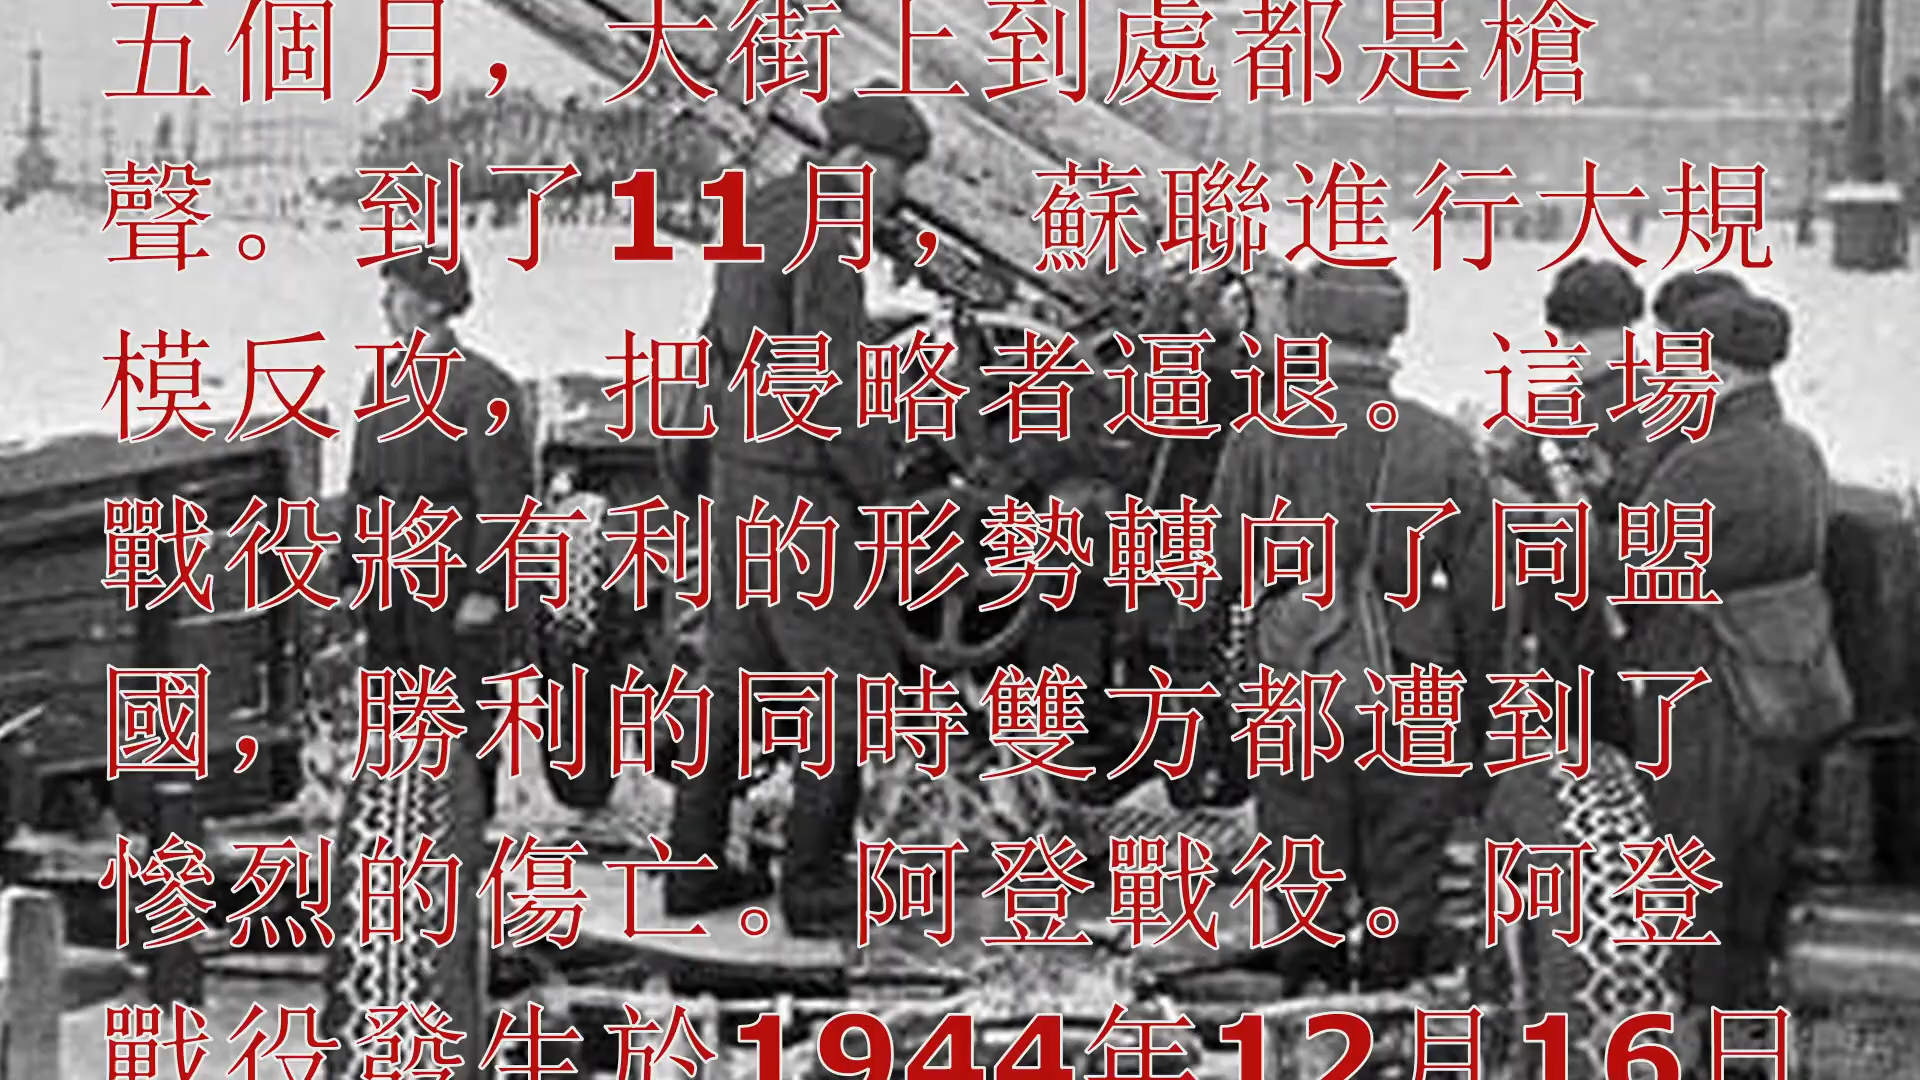 五個月，大街上到處都是槍
聲。到了11月，蘇聯進行大規
模反攻，把侵略者逼退。這場
戰役將有利的形勢轉向了同盟
國，勝利的同時雙方都遭到了
慘烈的傷亡。阿登戰役。阿登
戰役發生於1944年12月16日